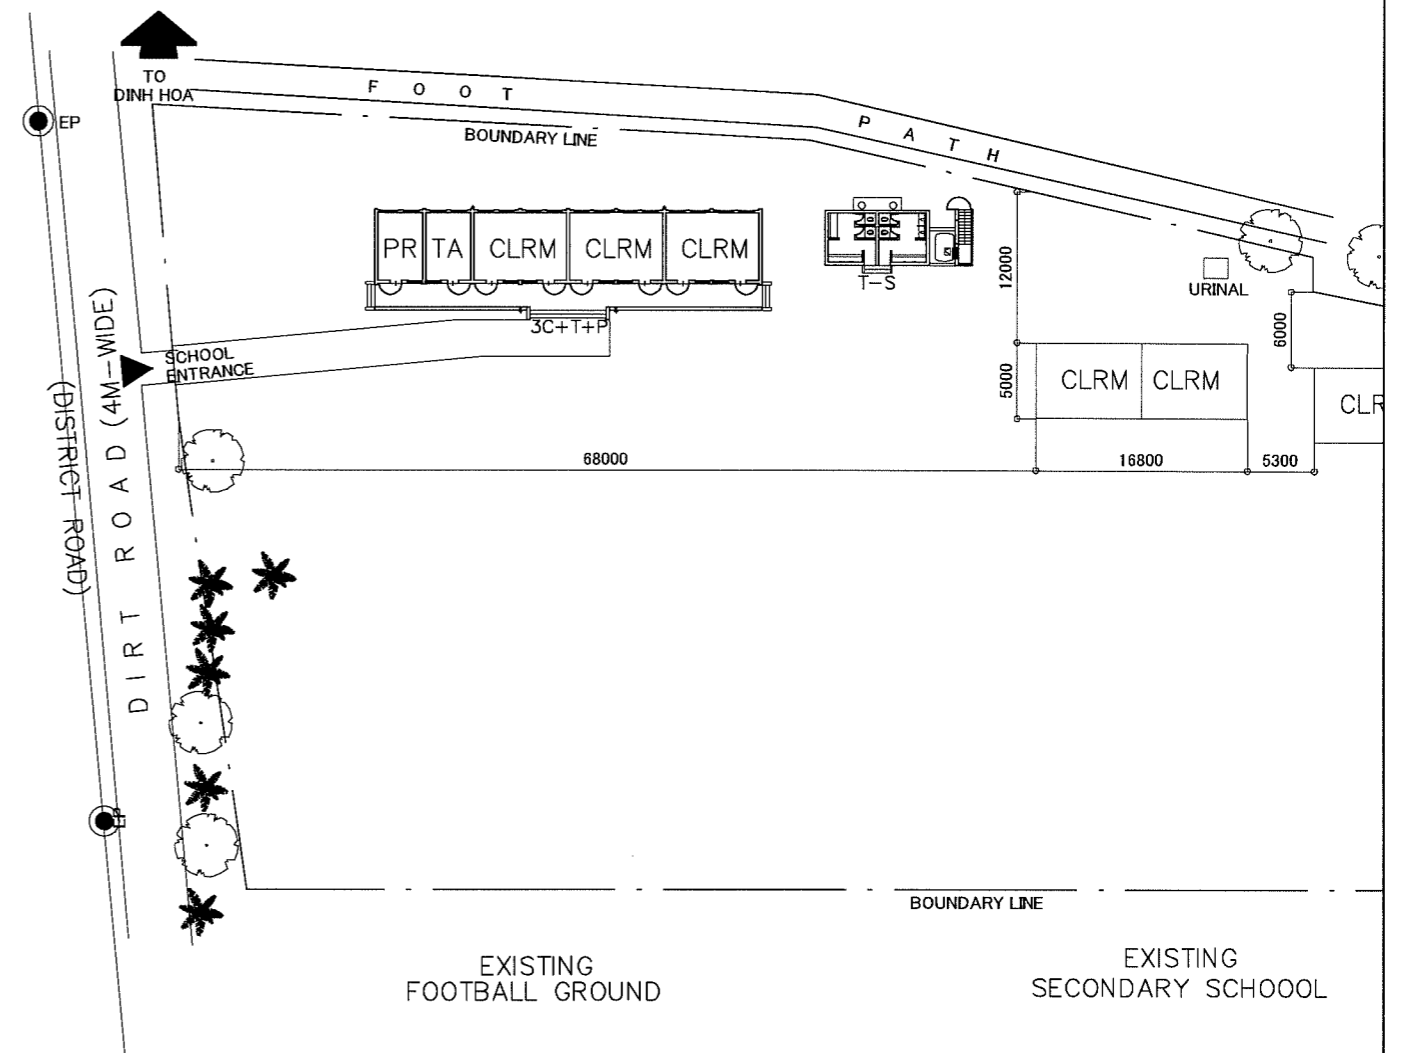 TO
DINH HOA
EP
F O O T
P A T H
BOUNDARY LINE
PR
TA
CLRM
CLRM
CLRM
3C+T+P
T-S
12000
URINAL
6000
SCHOOL
ENTRANCE
5000
CLRM
CLRM
CLR
68000
16800
5300
DIRT ROAD (4M-WIDE)
(DISTRICT ROAD)
BOUNDARY LINE
EXISTING
FOOTBALL GROUND
EXISTING
SECONDARY SCHOOOL